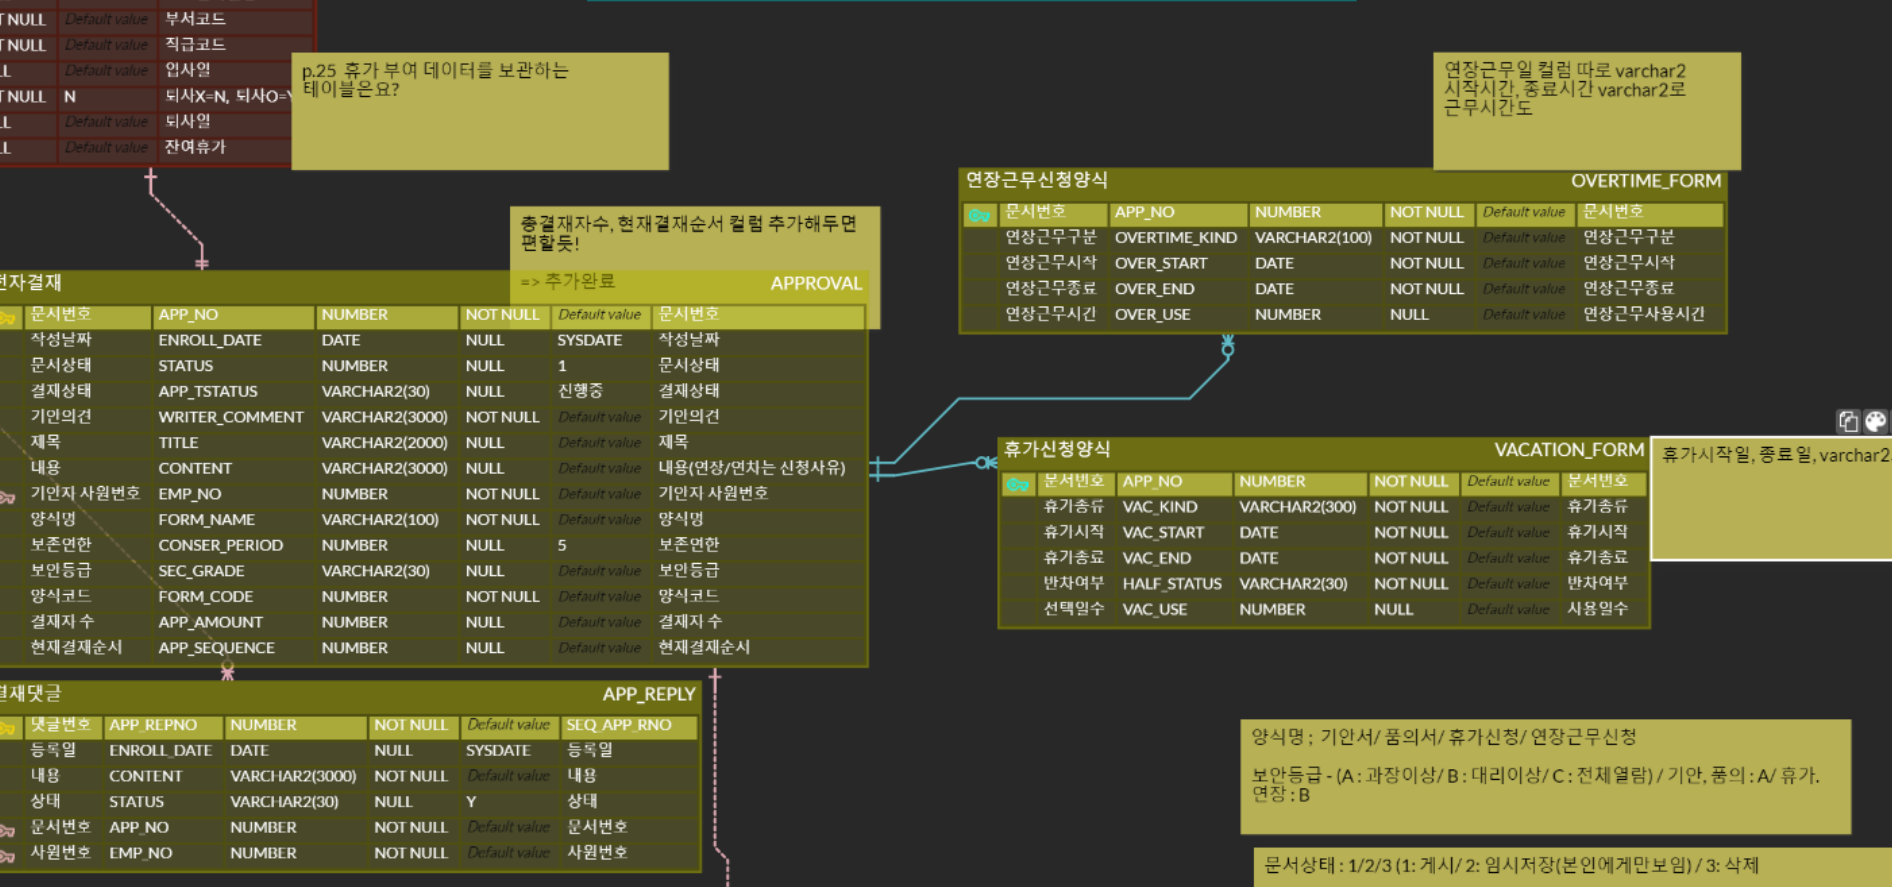 T NULL Default value 부서코드
T NULL Default value 직급코드
LL Default value 입사일
T NULL N 퇴사X=N, 퇴사O=Y
LL Default value 퇴사일
LL Default value 잔여휴가
p.25 휴가 부여 데이터를 보관하는
테이블은요?
연장근무일 컬럼 따로 varchar2
시작시간, 종료시간 varchar2로
근무시간도
총결재자수, 현재결재순서 컬럼 추가해두면
편할듯!
=> 추가완료
연장근무신청양식 OVERTIME_FORM
문서번호 APP_NO NUMBER NOT NULL Default value 문서번호
연장근무구분 OVERTIME_KIND VARCHAR2(100) NOT NULL Default value 연장근무구분
연장근무시작 OVER_START DATE NOT NULL Default value 연장근무시작
연장근무종료 OVER_END DATE NOT NULL Default value 연장근무종료
연장근무시간 OVER_USE NUMBER NULL Default value 연장근무사용시간
전자결재 APPROVAL
문서번호 APP_NO NUMBER NOT NULL Default value 문서번호
작성날짜 ENROLL_DATE DATE NULL SYSDATE 작성날짜
문서상태 STATUS NUMBER NULL 1 문서상태
결재상태 APP_TSTATUS VARCHAR2(30) NULL 진행중 결재상태
기안의견 WRITER_COMMENT VARCHAR2(3000) NOT NULL Default value 기안의견
제목 TITLE VARCHAR2(2000) NULL Default value 제목
내용 CONTENT VARCHAR2(3000) NULL Default value 내용(연장/연차는 신청사유)
기안자 사원번호 EMP_NO NUMBER NOT NULL Default value 기안자 사원번호
양식명 FORM_NAME VARCHAR2(100) NOT NULL Default value 양식명
보존연한 CONSER_PERIOD NUMBER NULL 5 보존연한
보안등급 SEC_GRADE VARCHAR2(30) NULL Default value 보안등급
양식코드 FORM_CODE NUMBER NOT NULL Default value 양식코드
결재자 수 APP_AMOUNT NUMBER NULL Default value 결재자 수
현재결재순서 APP_SEQUENCE NUMBER NULL Default value 현재결재순서
휴가신청양식 VACATION_FORM
문서번호 APP_NO NUMBER NOT NULL Default value 문서번호
휴가종류 VAC_KIND VARCHAR2(300) NOT NULL Default value 휴가종류
휴가시작 VAC_START DATE NOT NULL Default value 휴가시작
휴가종료 VAC_END DATE NOT NULL Default value 휴가종료
반차여부 HALF_STATUS VARCHAR2(30) NOT NULL Default value 반차여부
선택일수 VAC_USE NUMBER NULL Default value 사용일수
휴가시작일, 종료일, varchar2
결재댓글 APP_REPLY
댓글번호 APP_REPNO NUMBER NOT NULL Default value SEQ_APP_RNO
등록일 ENROLL_DATE DATE NULL SYSDATE 등록일
내용 CONTENT VARCHAR2(3000) NOT NULL Default value 내용
상태 STATUS VARCHAR2(30) NULL Y 상태
문서번호 APP_NO NUMBER NOT NULL Default value 문서번호
사원번호 EMP_NO NUMBER NOT NULL Default value 사원번호
양식명 ; 기안서/ 품의서/ 휴가신청/ 연장근무신청
보안등급 - (A : 과장이상/ B : 대리이상/ C : 전체열람) / 기안, 품의 : A/ 휴가.
연장 : B
문서상태 : 1/2/3 (1: 게시/ 2: 임시저장(본인에게만보임) / 3: 삭제